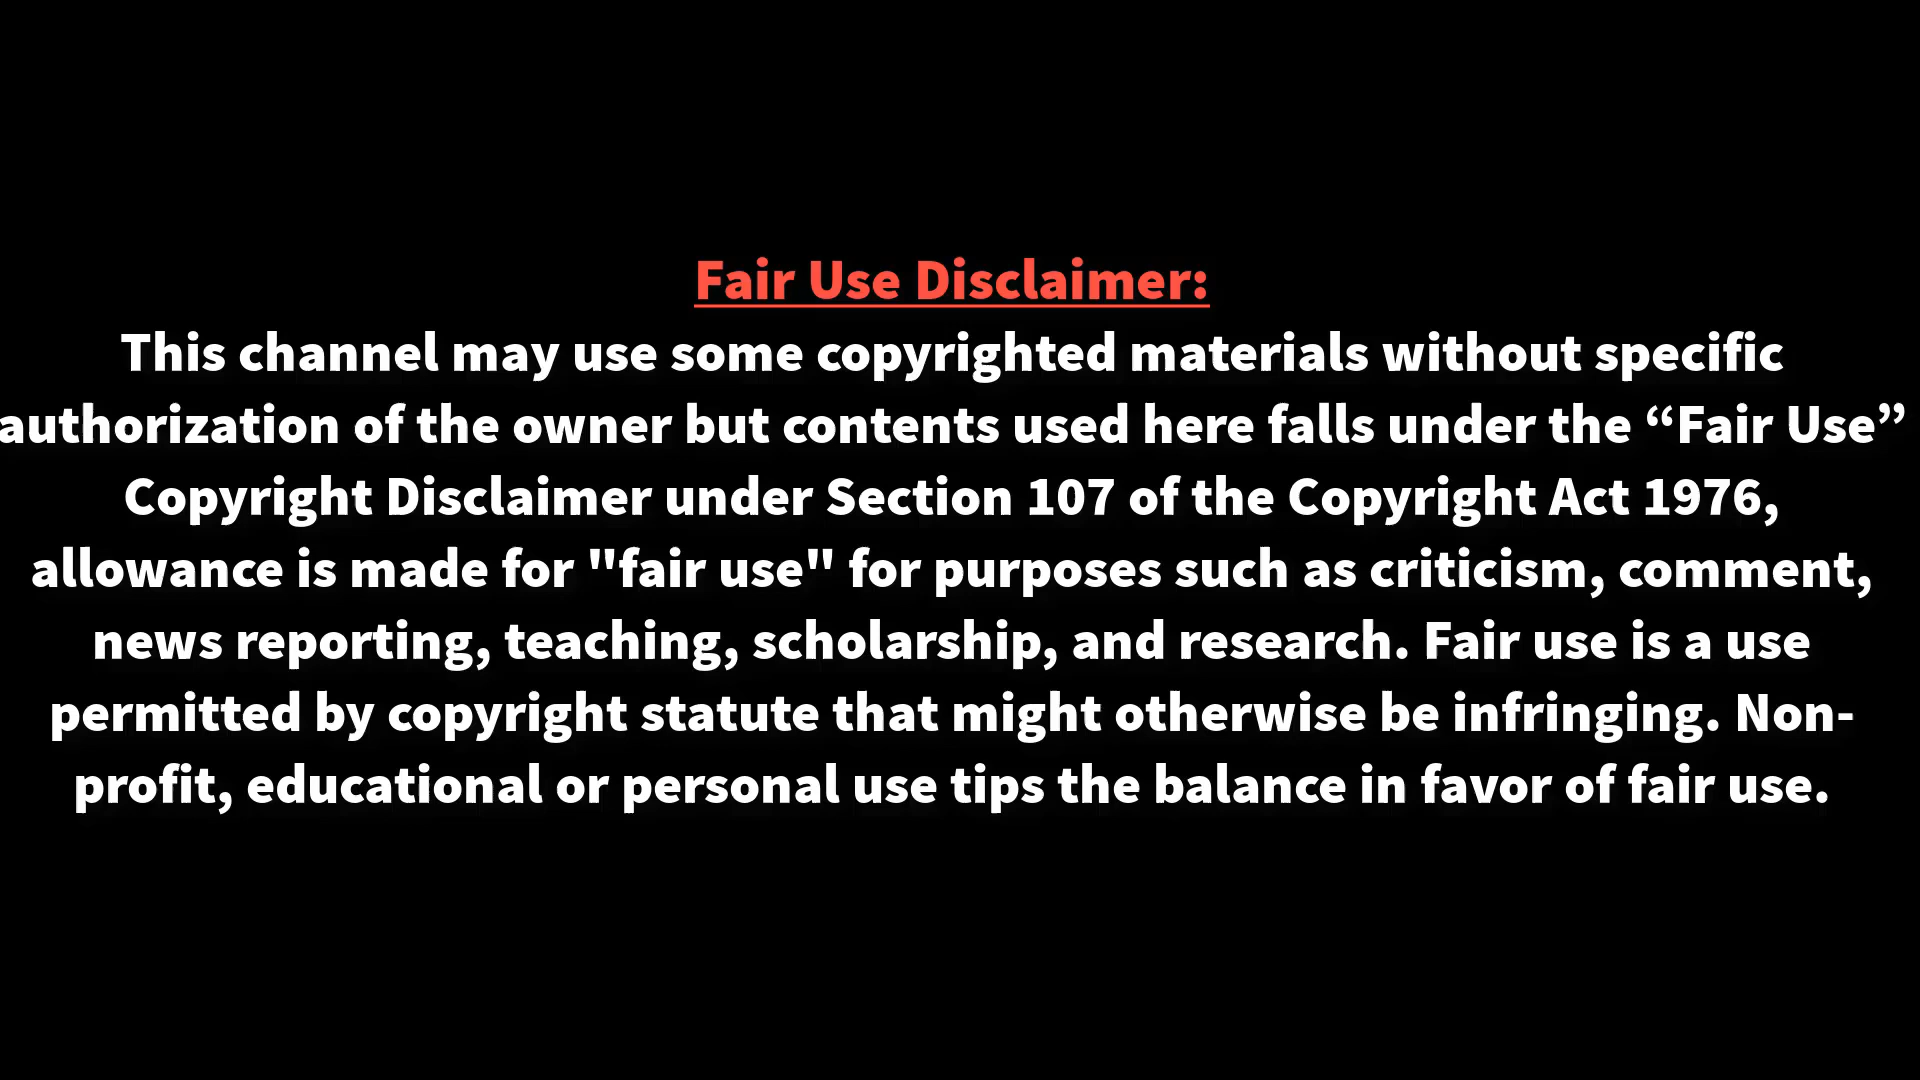 Fair Use Disclaimer:
This channel may use some copyrighted materials without specific
authorization of the owner but contents used here falls under the “Fair Use”
Copyright Disclaimer under Section 107 of the Copyright Act 1976,
allowance is made for "fair use" for purposes such as criticism, comment,
news reporting, teaching, scholarship, and research. Fair use is a use
permitted by copyright statute that might otherwise be infringing. Non-
profit, educational or personal use tips the balance in favor of fair use.